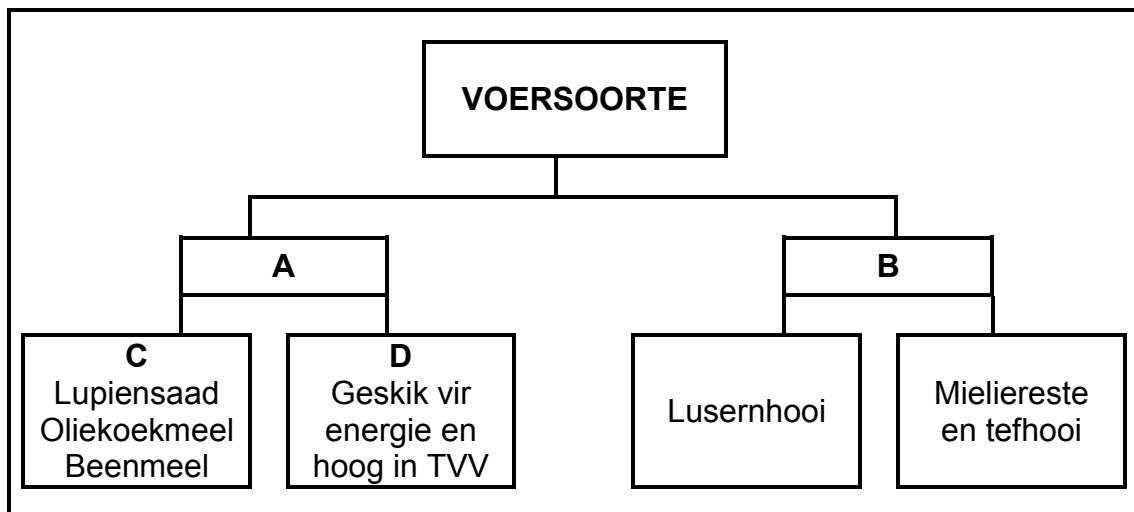 VOERSOORTE
A
B
C
Lupiensaad
Oliekoekmeel
Beenmeel
D
Geskik vir
energie en
hoog in TVV
Lusernhooi
Mieliereste
en tefhooi